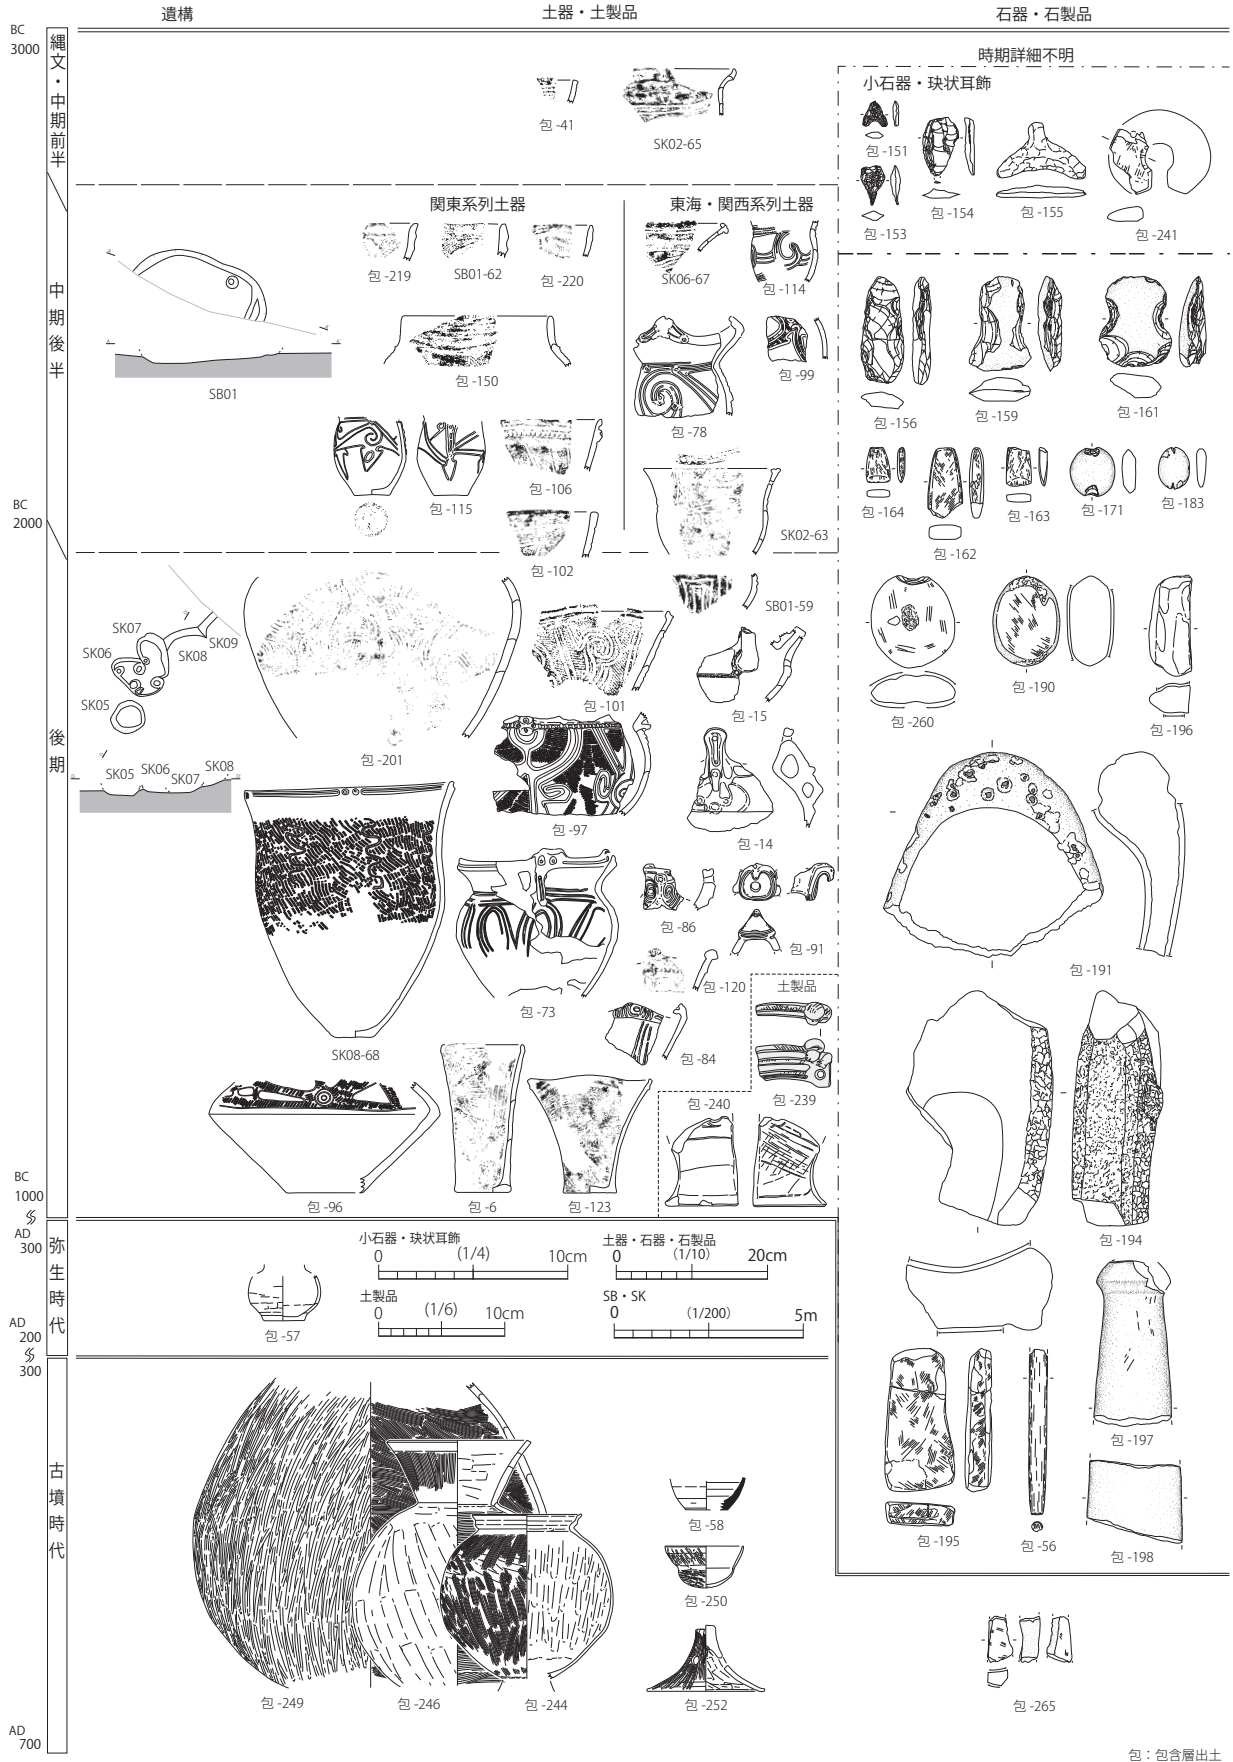 遺構
土器・土製品
石器・石製品
BC
3000
縄文・中期前半
時期詳細不明
小石器・玦状耳飾
包 -41
SK02-65
包 -151
包 -153
包 -154
包 -155
包 -241
中期後半
関東系列土器
東海・関西系列土器
包 -219
SB01-62
包 -220
SK06-67
包 -114
SB01
包 -150
包 -99
包 -78
包 -156
包 -159
包 -161
包 -115
包 -106
包 -102
SK02-63
包 -164
包 -162
包 -163
包 -171
包 -183
BC
2000
後期
SK07
SK06
SK09
SK08
SK05
SK05
SK06
SK07
SK08
包 -201
包 -101
SB01-59
包 -15
包 -97
包 -14
包 -260
包 -190
包 -196
SK08-68
包 -73
包 -86
包 -91
包 -120
土製品
包 -84
包 -240
包 -239
包 -191
包 -96
包 -6
包 -123
包 -194
BC
1000
AD
300
弥生時代
AD
200
包 -57
小石器・玦状耳飾
0 (1/4) 10cm
土器・石器・石製品
0 (1/10) 20cm
土製品
0 (1/6) 10cm
SB・SK
0 (1/200) 5m
300
古墳時代
包 -249
包 -246
包 -244
包 -58
包 -250
包 -252
包 -195
包 -56
包 -197
包 -198
包 -265
AD
700
包：包含層出土